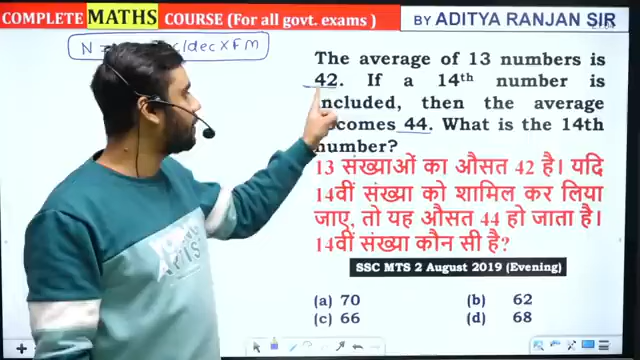 COMPLETE MATHS COURSE (For all govt. exams)
BY ADITYA RANJAN SIR
The average of 13 numbers is
42. If a 14th number is
included, then the average
becomes 44. What is the 14th
number?
13 संख्याओं का औसत 42 है। यदि
14वीं संख्या को शामिल कर लिया
जाए, तो यह औसत 44 हो जाता है।
14वीं संख्या कौन सी है?
SSC MTS 2 August 2019 (Evening)
(a) 70 (b) 62
(c) 66 (d) 68